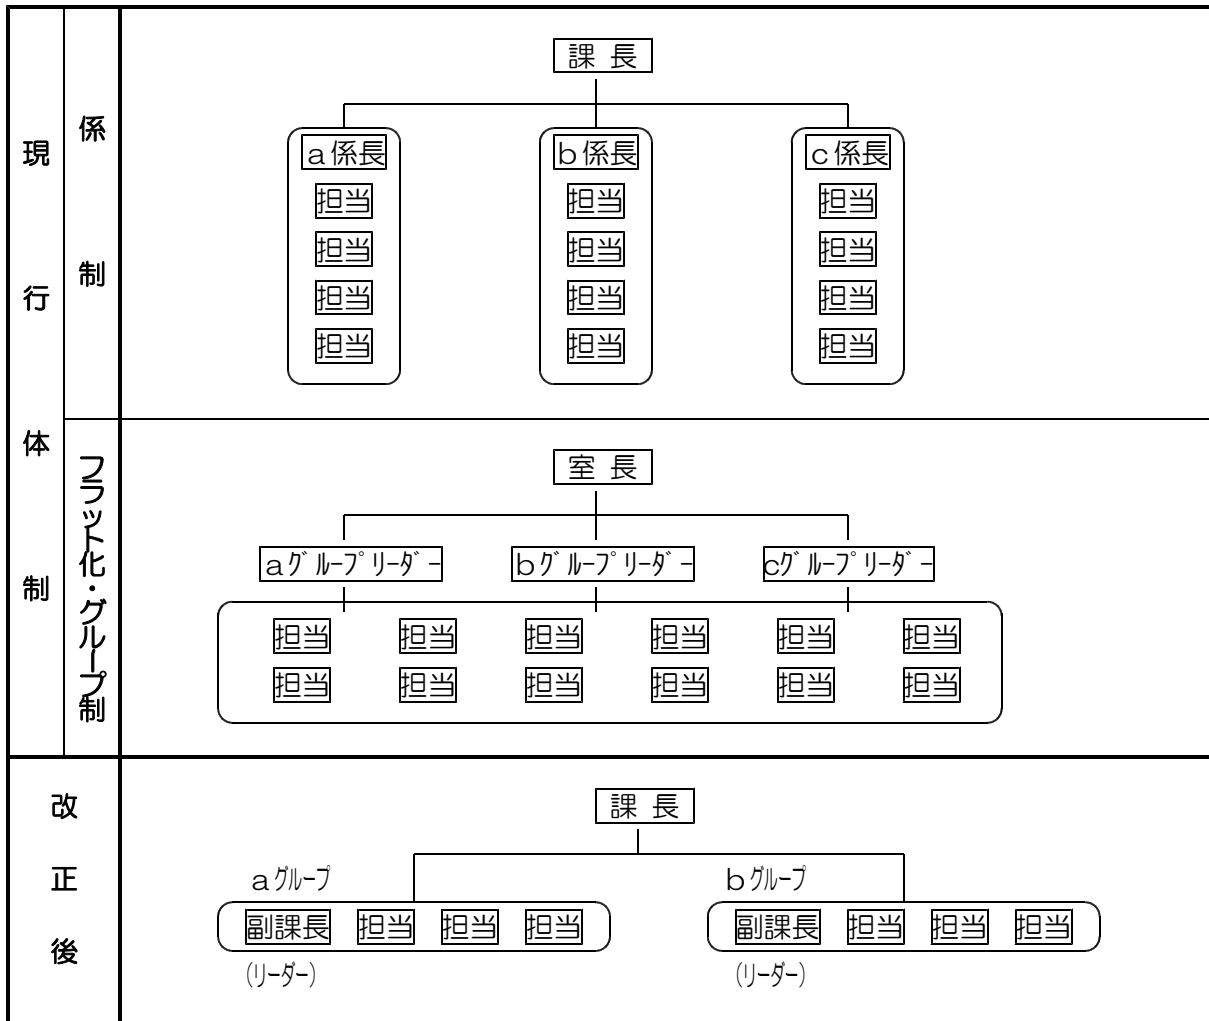 現行体制
係制
課 長
a係長 b係長 c係長
担当 担当 担当
担当 担当 担当
担当 担当 担当
担当 担当 担当
フラット化・グループ制
室 長
aグループリーダー bグループリーダー cグループリーダー
担当 担当 担当 担当 担当 担当
担当 担当 担当 担当 担当 担当
改正後
課 長
aグループ bグループ
副課長 担当 担当 担当 副課長 担当 担当 担当
(リーダー) (リーダー)